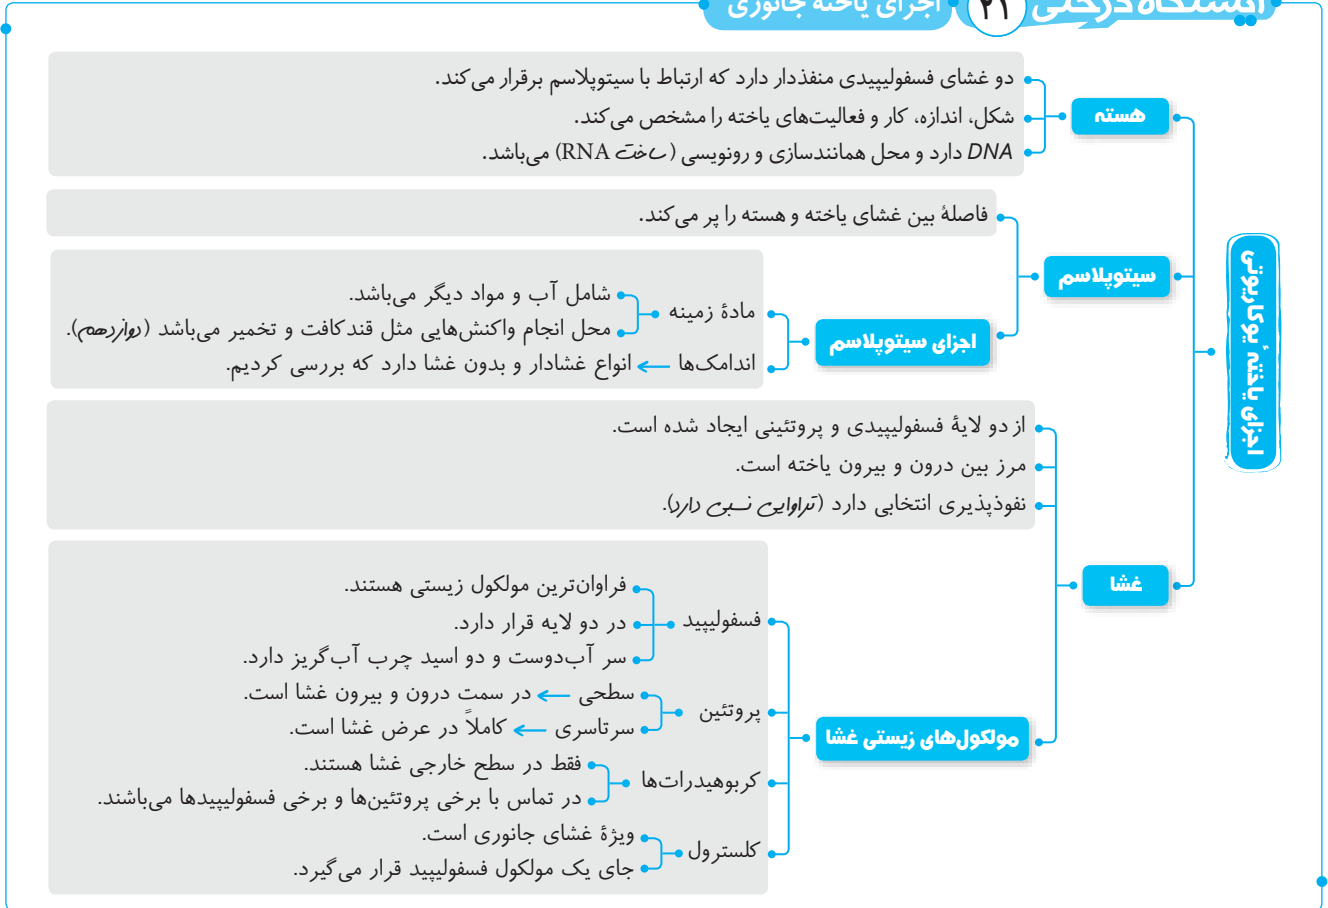 ایستگاه درختی ۲۱ اجزای یاخته جانوری
اجزای یاختهٔ یوکاریوتی
هسته
دو غشای فسفولیپیدی منفذدار دارد که ارتباط با سیتوپلاسم برقرار می‌کند.
شکل، اندازه، کار و فعالیت‌های یاخته را مشخص می‌کند.
DNA دارد و محل همانندسازی و رونویسی (ساخت RNA) می‌باشد.
سیتوپلاسم
فاصلهٔ بین غشای یاخته و هسته را پر می‌کند.
اجزای سیتوپلاسم
مادهٔ زمینه
شامل آب و مواد دیگر می‌باشد.
محل انجام واکنش‌هایی مثل قندکافت و تخمیر می‌باشد (دوازدهم).
اندامک‌ها ← انواع غشادار و بدون غشا دارد که بررسی کردیم.
غشا
از دو لایهٔ فسفولیپیدی و پروتئینی ایجاد شده است.
مرز بین درون و بیرون یاخته است.
نفوذپذیری انتخابی دارد (تراوایی نسبی دارد).
مولکول‌های زیستی غشا
فسفولیپید
فراوان‌ترین مولکول زیستی هستند.
در دو لایه قرار دارد.
سر آب‌دوست و دو اسید چرب آب‌گریز دارد.
پروتئین
سطحی ← در سمت درون و بیرون غشا است.
سرتاسری ← کاملاً در عرض غشا است.
کربوهیدرات‌ها
فقط در سطح خارجی غشا هستند.
در تماس با برخی پروتئین‌ها و برخی فسفولیپیدها می‌باشند.
کلسترول
ویژهٔ غشای جانوری است.
جای یک مولکول فسفولیپید قرار می‌گیرد.